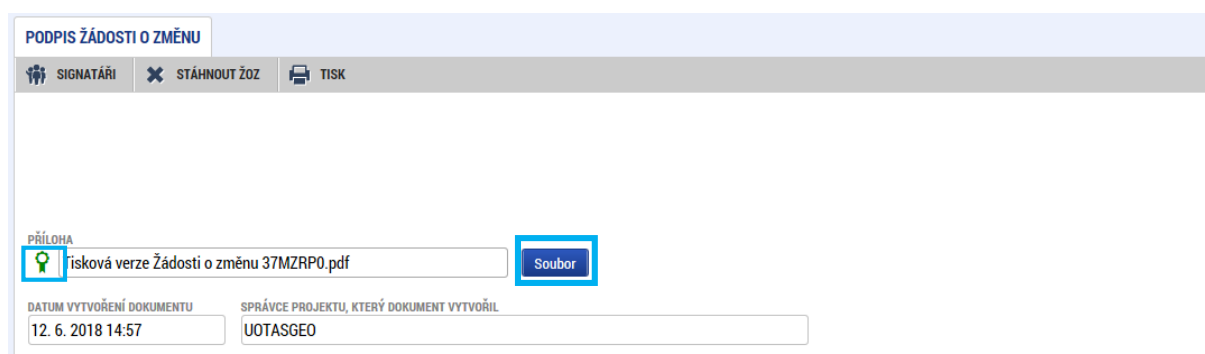 PODPIS ŽÁDOSTI O ZMĚNU
SIGNATÁŘI STÁHNOUT ŽOZ TISK
PŘÍLOHA
Tisková verze Žádosti o změnu 37MZRP0.pdf Soubor
DATUM VYTVOŘENÍ DOKUMENTU SPRÁVCE PROJEKTU, KTERÝ DOKUMENT VYTVOŘIL
12. 6. 2018 14:57 UOTASGEO